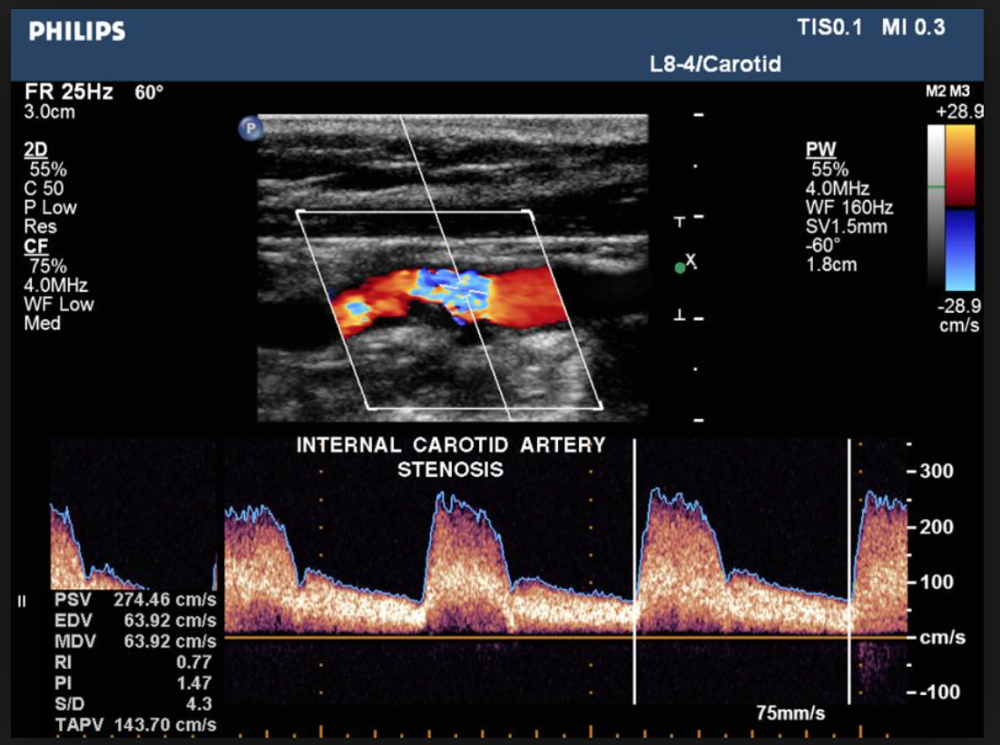 PHILIPS
TIS0.1 MI 0.3
L8-4/Carotid
FR 25Hz 60°
3.0cm
2D
55%
C 50
P Low
Res
CF
75%
4.0MHz
WF Low
Med
P
M2 M3
+28.9
-28.9
cm/s
PW
55%
4.0MHz
WF 160Hz
SV1.5mm
-60°
1.8cm
X
INTERNAL CAROTID ARTERY
STENOSIS
300
200
100
cm/s
-100
75mm/s
PSV 274.46 cm/s
EDV 63.92 cm/s
MDV 63.92 cm/s
RI 0.77
PI 1.47
S/D 4.3
TAPV 143.70 cm/s